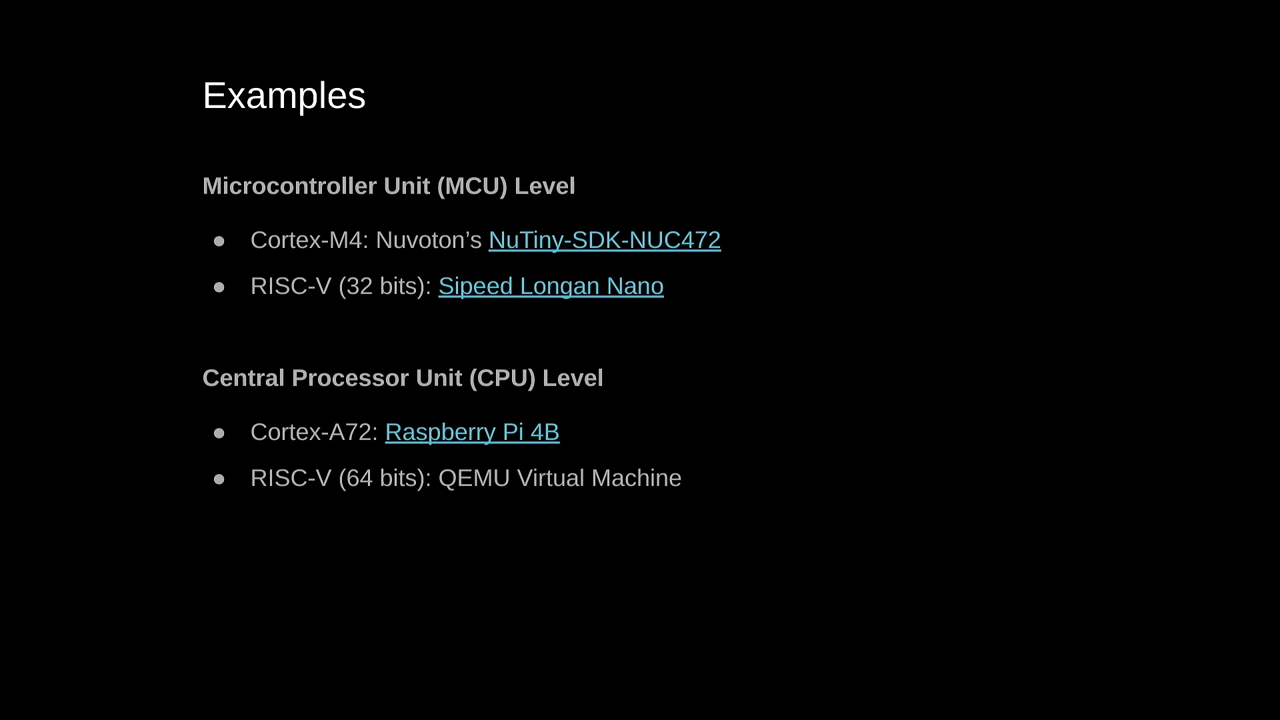 Examples
Microcontroller Unit (MCU) Level
● Cortex-M4: Nuvoton’s NuTiny-SDK-NUC472
● RISC-V (32 bits): Sipeed Longan Nano
Central Processor Unit (CPU) Level
● Cortex-A72: Raspberry Pi 4B
● RISC-V (64 bits): QEMU Virtual Machine